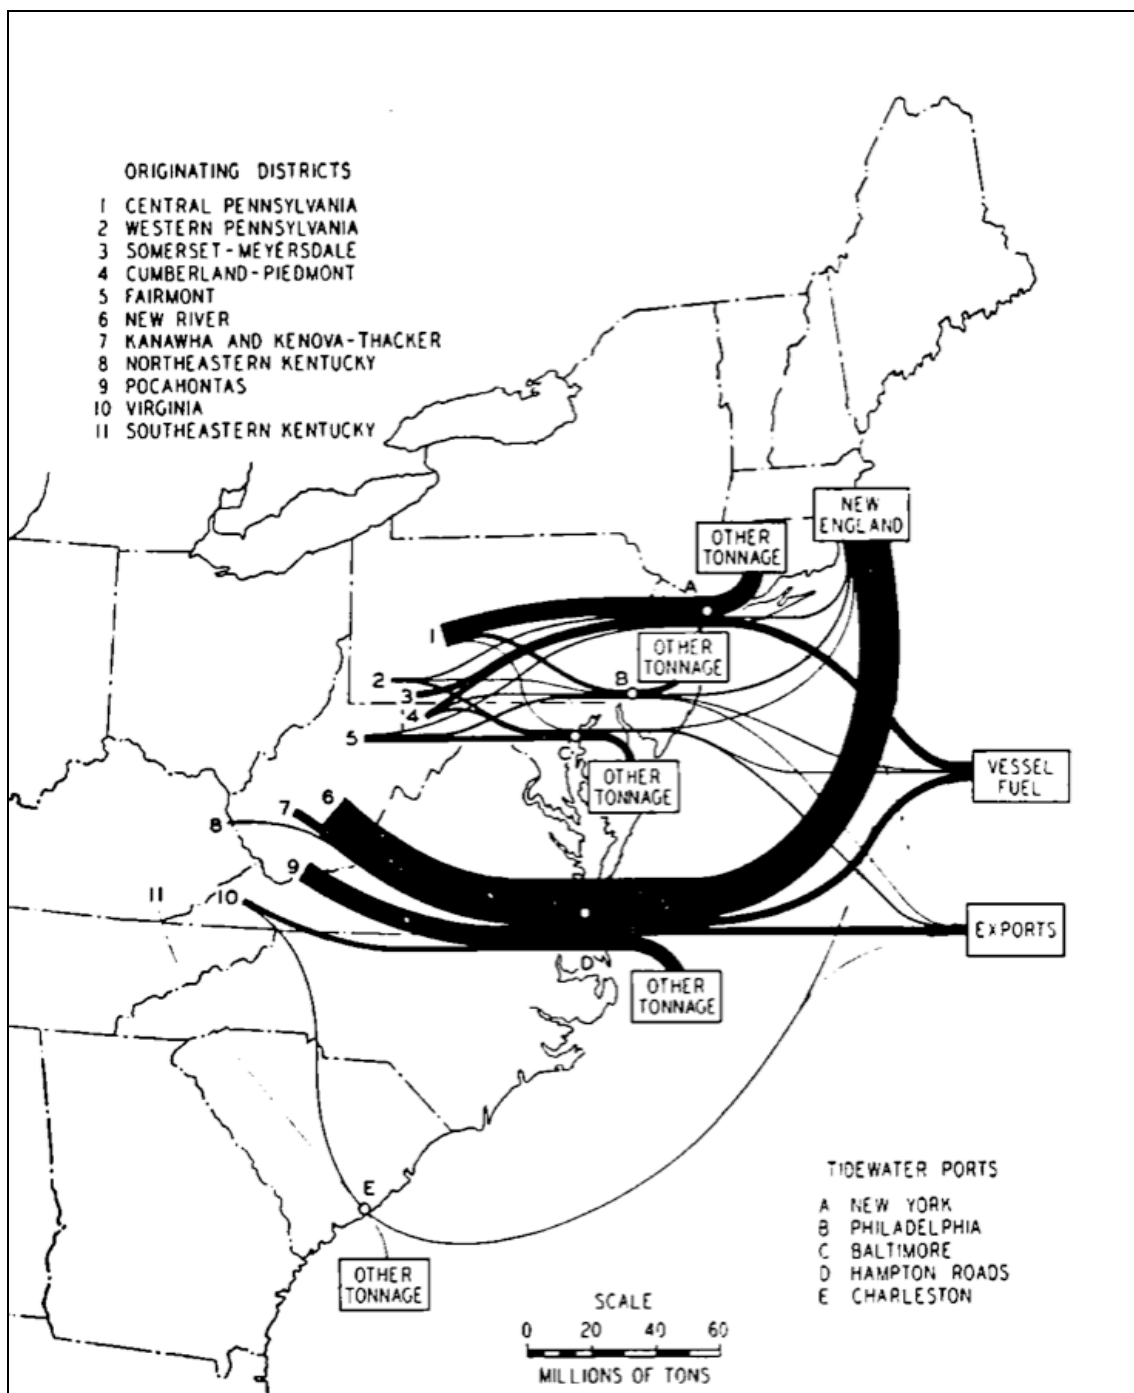 ORIGINATING DISTRICTS
1 CENTRAL PENNSYLVANIA
2 WESTERN PENNSYLVANIA
3 SOMERSET-MEYERSDALE
4 CUMBERLAND-PIEDMONT
5 FAIRMONT
6 NEW RIVER
7 KANAWHA AND KENOVA-THACKER
8 NORTHEASTERN KENTUCKY
9 POCAHONTAS
10 VIRGINIA
11 SOUTHEASTERN KENTUCKY
NEW
ENGLAND
OTHER
TONNAGE
A
1
OTHER
TONNAGE
2
3
B
4
5
C
OTHER
TONNAGE
VESSEL
FUEL
6
7
8
9
10
11
EXPORTS
D
OTHER
TONNAGE
E
OTHER
TONNAGE
TIDEWATER PORTS
A NEW YORK
B PHILADELPHIA
C BALTIMORE
D HAMPTON ROADS
E CHARLESTON
SCALE
0 20 40 60
MILLIONS OF TONS